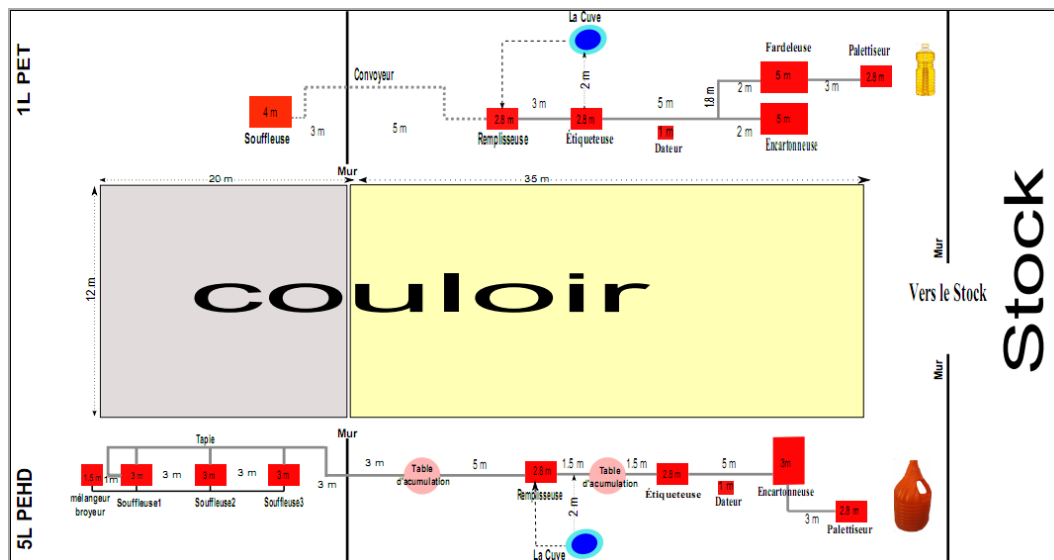 1L PET
La Cuve
Fardeleuse
Palettiseur
Convoyeur
5 m
2.8 m
2 m
1.8 m
2 m
3 m
4 m
3 m
5 m
2.8 m
3 m
2.8 m
5 m
1 m
2 m
5 m
Souffleuse
Remplisseuse
Étiqueteuse
Dateur
Encartonneuse
Mur
20 m
35 m
12 m
couloir
Mur
Vers le Stock
Mur
Stock
5L PEHD
Tapie
Mur
1.5 m
1m
3 m
3 m
3 m
3 m
3 m
3 m
3 m
Table
d'acumulation
5 m
2.8 m
1.5 m
Table
d'acumulation
1.5 m
2.8 m
5 m
1 m
3m
mélangeur
broyeur
Souffleuse1
Souffleuse2
Souffleuse3
Remplisseuse
Étiqueteuse
Dateur
Encartonneuse
2 m
La Cuve
3 m
2.8 m
Palettiseur